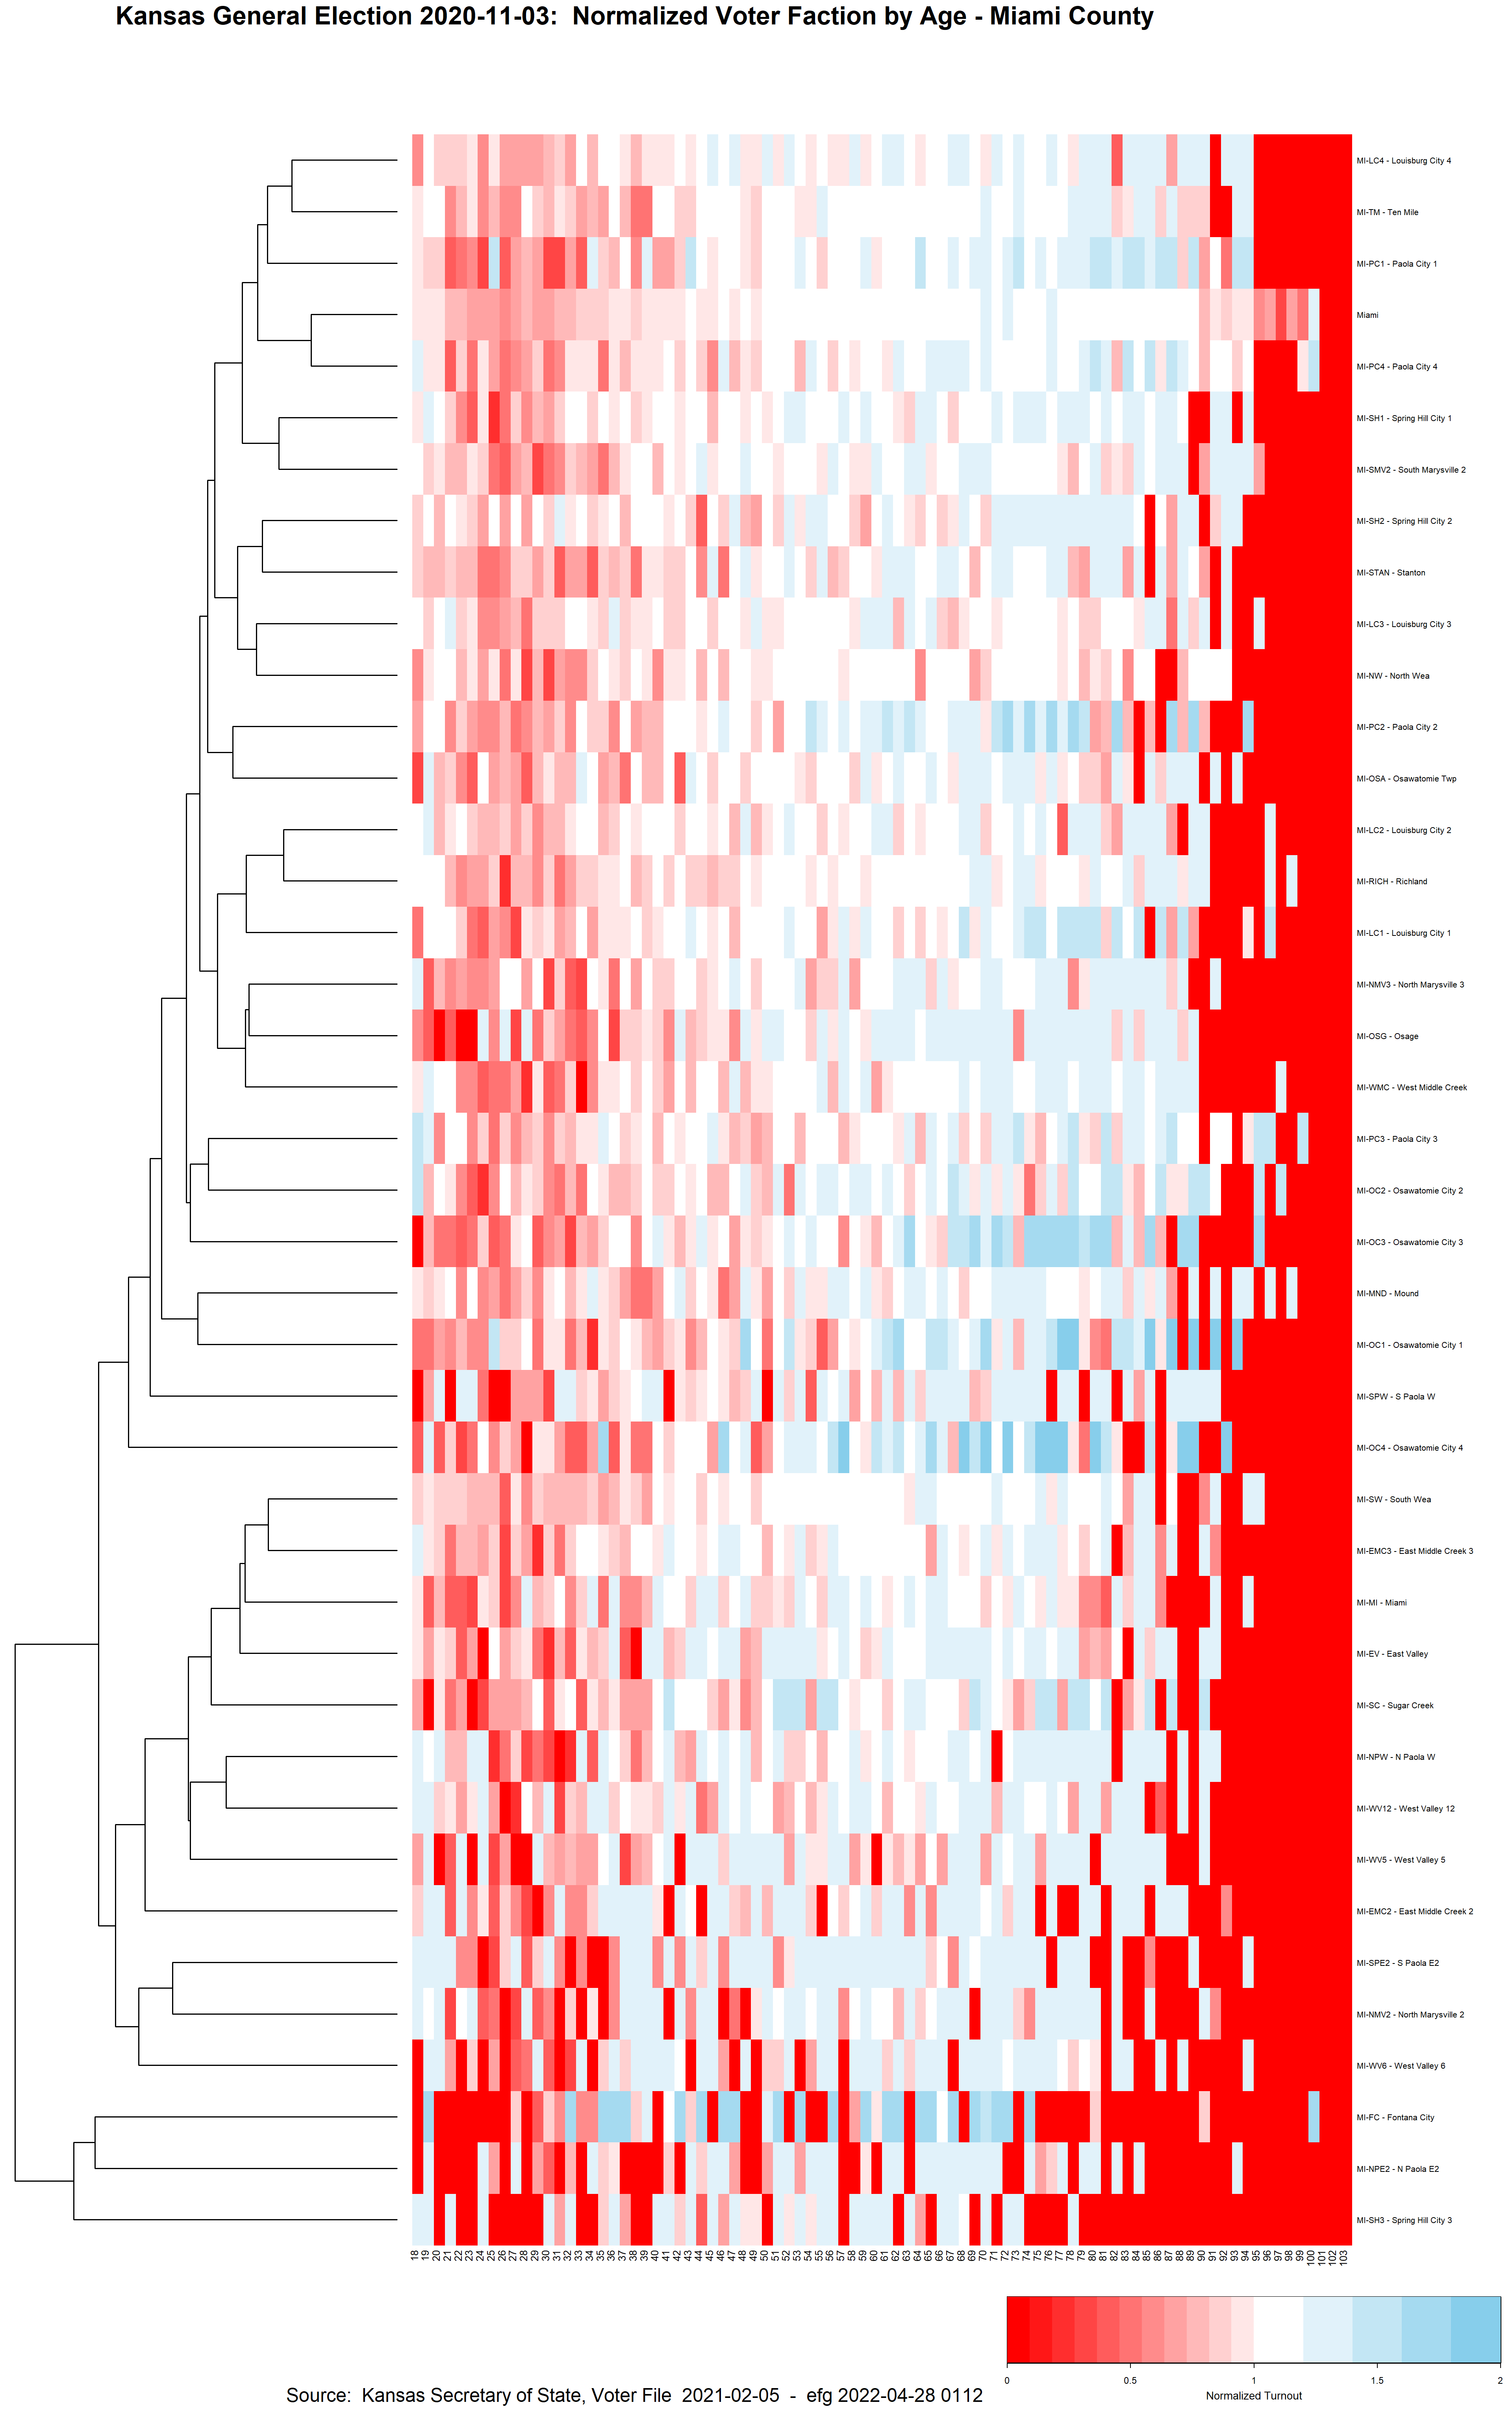 Kansas General Election 2020-11-03:  Normalized Voter Faction by Age - Miami County
MI-LC4 - Louisburg City 4
MI-TM - Ten Mile
MI-PC1 - Paola City 1
Miami
MI-PC4 - Paola City 4
MI-SH1 - Spring Hill City 1
MI-SMV2 - South Marysville 2
MI-SH2 - Spring Hill City 2
MI-STAN - Stanton
MI-LC3 - Louisburg City 3
MI-NW - North Wea
MI-PC2 - Paola City 2
MI-OSA - Osawatomie Twp
MI-LC2 - Louisburg City 2
MI-RICH - Richland
MI-LC1 - Louisburg City 1
MI-NMV3 - North Marysville 3
MI-OSG - Osage
MI-WMC - West Middle Creek
MI-PC3 - Paola City 3
MI-OC2 - Osawatomie City 2
MI-OC3 - Osawatomie City 3
MI-MND - Mound
MI-OC1 - Osawatomie City 1
MI-SPW - S Paola W
MI-OC4 - Osawatomie City 4
MI-SW - South Wea
MI-EMC3 - East Middle Creek 3
MI-MI - Miami
MI-EV - East Valley
MI-SC - Sugar Creek
MI-NPW - N Paola W
MI-WV12 - West Valley 12
MI-WV5 - West Valley 5
MI-EMC2 - East Middle Creek 2
MI-SPE2 - S Paola E2
MI-NMV2 - North Marysville 2
MI-WV6 - West Valley 6
MI-FC - Fontana City
MI-NPE2 - N Paola E2
MI-SH3 - Spring Hill City 3
18 19 20 21 22 23 24 25 26 27 28 29 30 31 32 33 34 35 36 37 38 39 40 41 42 43 44 45 46 47 48 49 50 51 52 53 54 55 56 57 58 59 60 61 62 63 64 65 66 67 68 69 70 71 72 73 74 75 76 77 78 79 80 81 82 83 84 85 86 87 88 89 90 91 92 93 94 95 96 97 98 99 100 101 102 103
0 0.5 1 1.5 2
Normalized Turnout
Source:  Kansas Secretary of State, Voter File  2021-02-05  -  efg 2022-04-28 0112